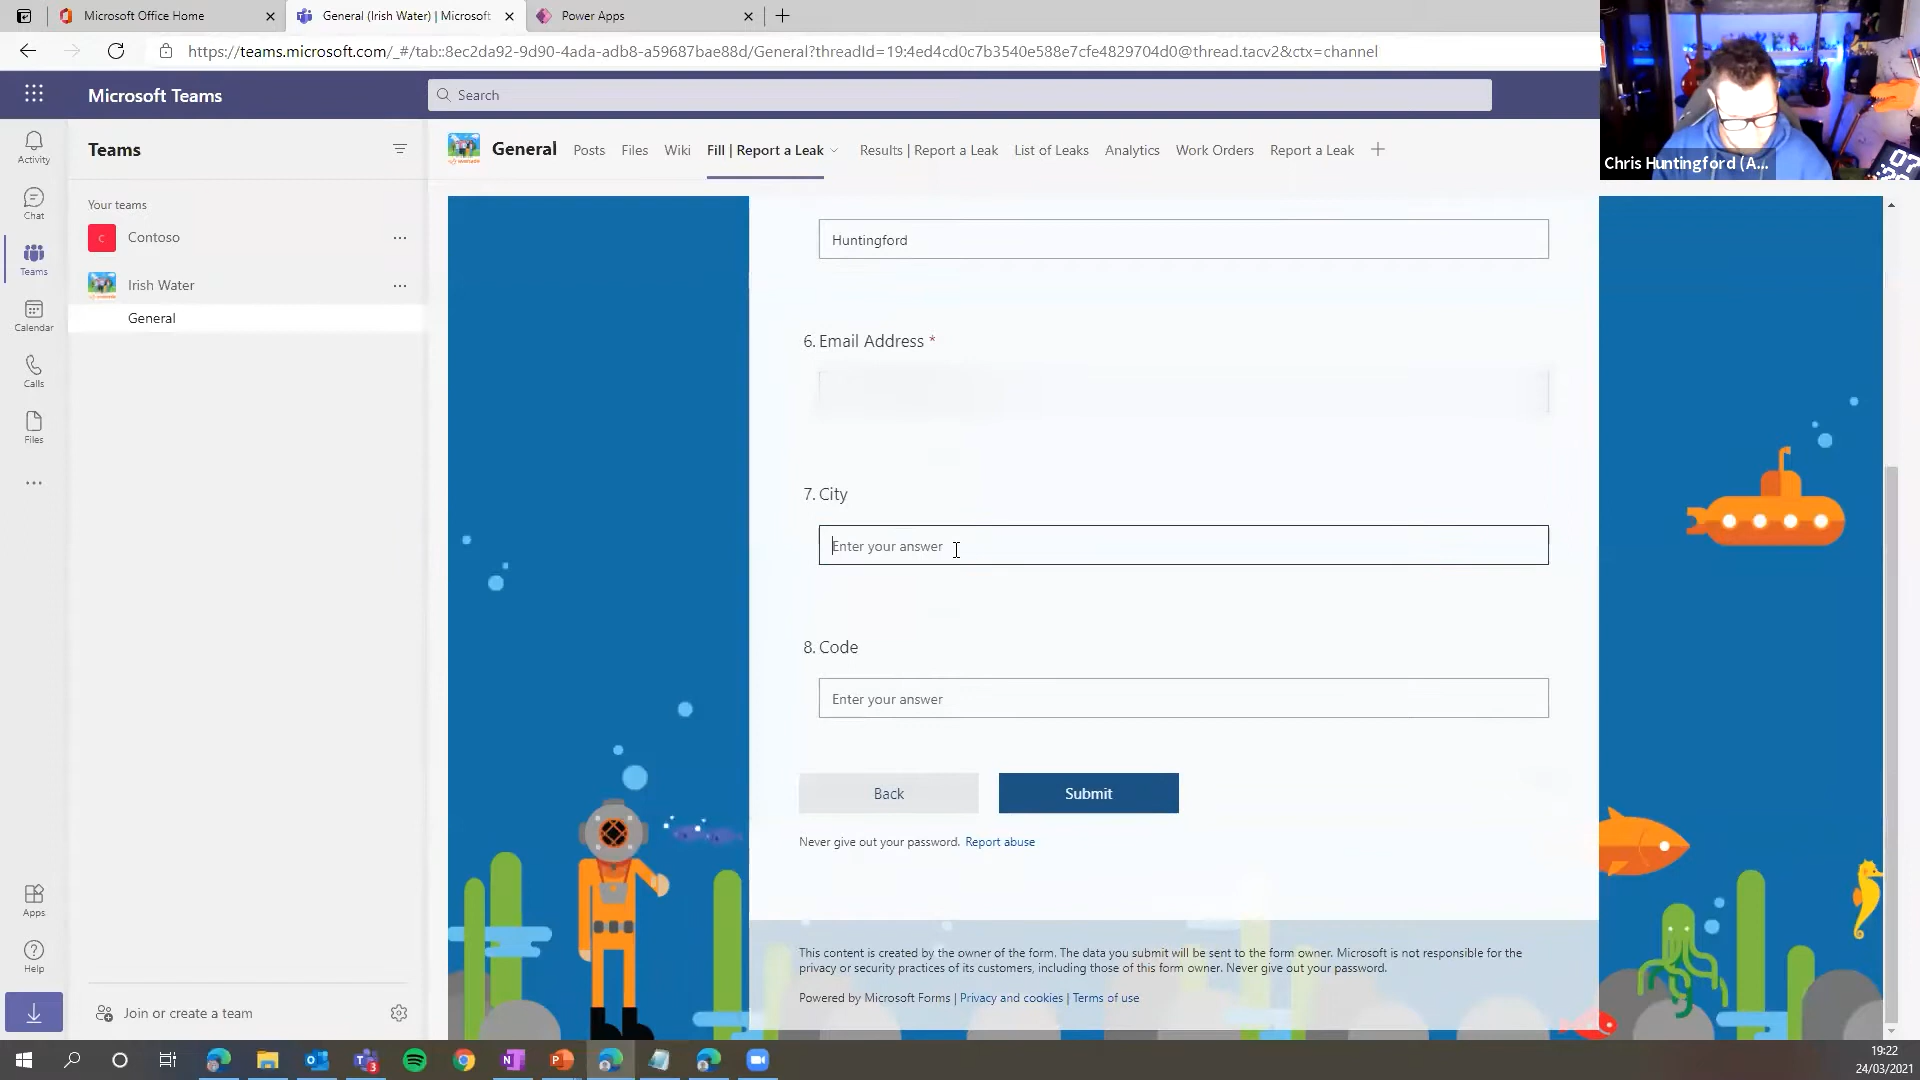 Microsoft Office Home
General (Irish Water) | Microsoft
Power Apps
https://teams.microsoft.com/_#/tab::8ec2da92-9d90-4ada-adb8-a59687bae88d/General?threadId=19:4ed4cd0c7b3540e588e7cfe4829704d0@thread.tacv2&ctx=channel
Microsoft Teams
Search
Chris Huntingford (A...
Activity
Chat
Teams
Calendar
Calls
Files
...
Apps
Help
Teams
Your teams
c
Contoso
...
Irish Water
...
General
Join or create a team
General
Posts
Files
Wiki
Fill | Report a Leak
Results | Report a Leak
List of Leaks
Analytics
Work Orders
Report a Leak
Huntingford
6. Email Address *
7. City
Enter your answer
8. Code
Enter your answer
Back
Submit
Never give out your password. Report abuse
This content is created by the owner of the form. The data you submit will be sent to the form owner. Microsoft is not responsible for the
privacy or security practices of its customers, including those of this form owner. Never give out your password.
Powered by Microsoft Forms | Privacy and cookies | Terms of use
3
19:22
24/03/2021